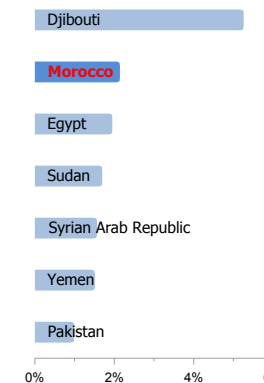 Djibouti
Morocco
Egypt
Sudan
Syrian Arab Republic
Yemen
Pakistan
0% 2% 4%